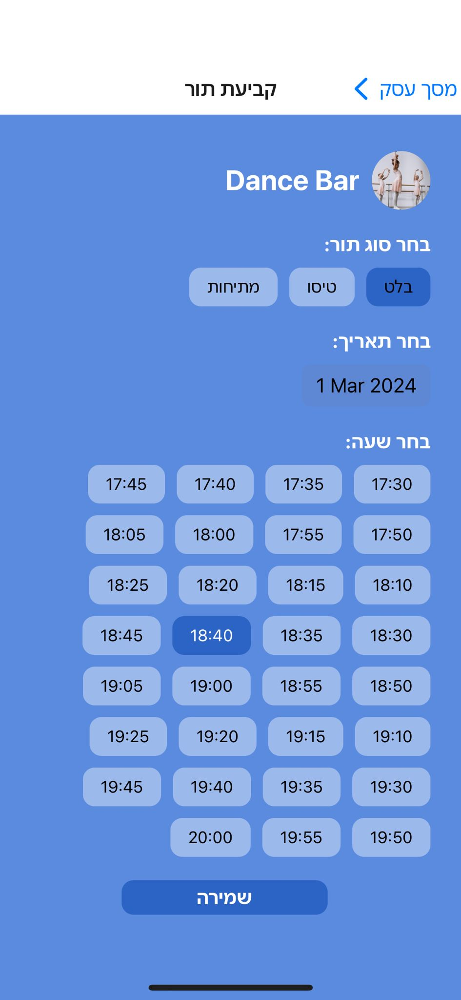 מסך עסק
קביעת תור
Dance Bar
בחר סוג תור:
בלט טיסו מתיחות
בחר תאריך:
1 Mar 2024
בחר שעה:
17:30 17:35 17:40 17:45
17:50 17:55 18:00 18:05
18:10 18:15 18:20 18:25
18:30 18:35 18:40 18:45
18:50 18:55 19:00 19:05
19:10 19:15 19:20 19:25
19:30 19:35 19:40 19:45
19:50 19:55 20:00
שמירה